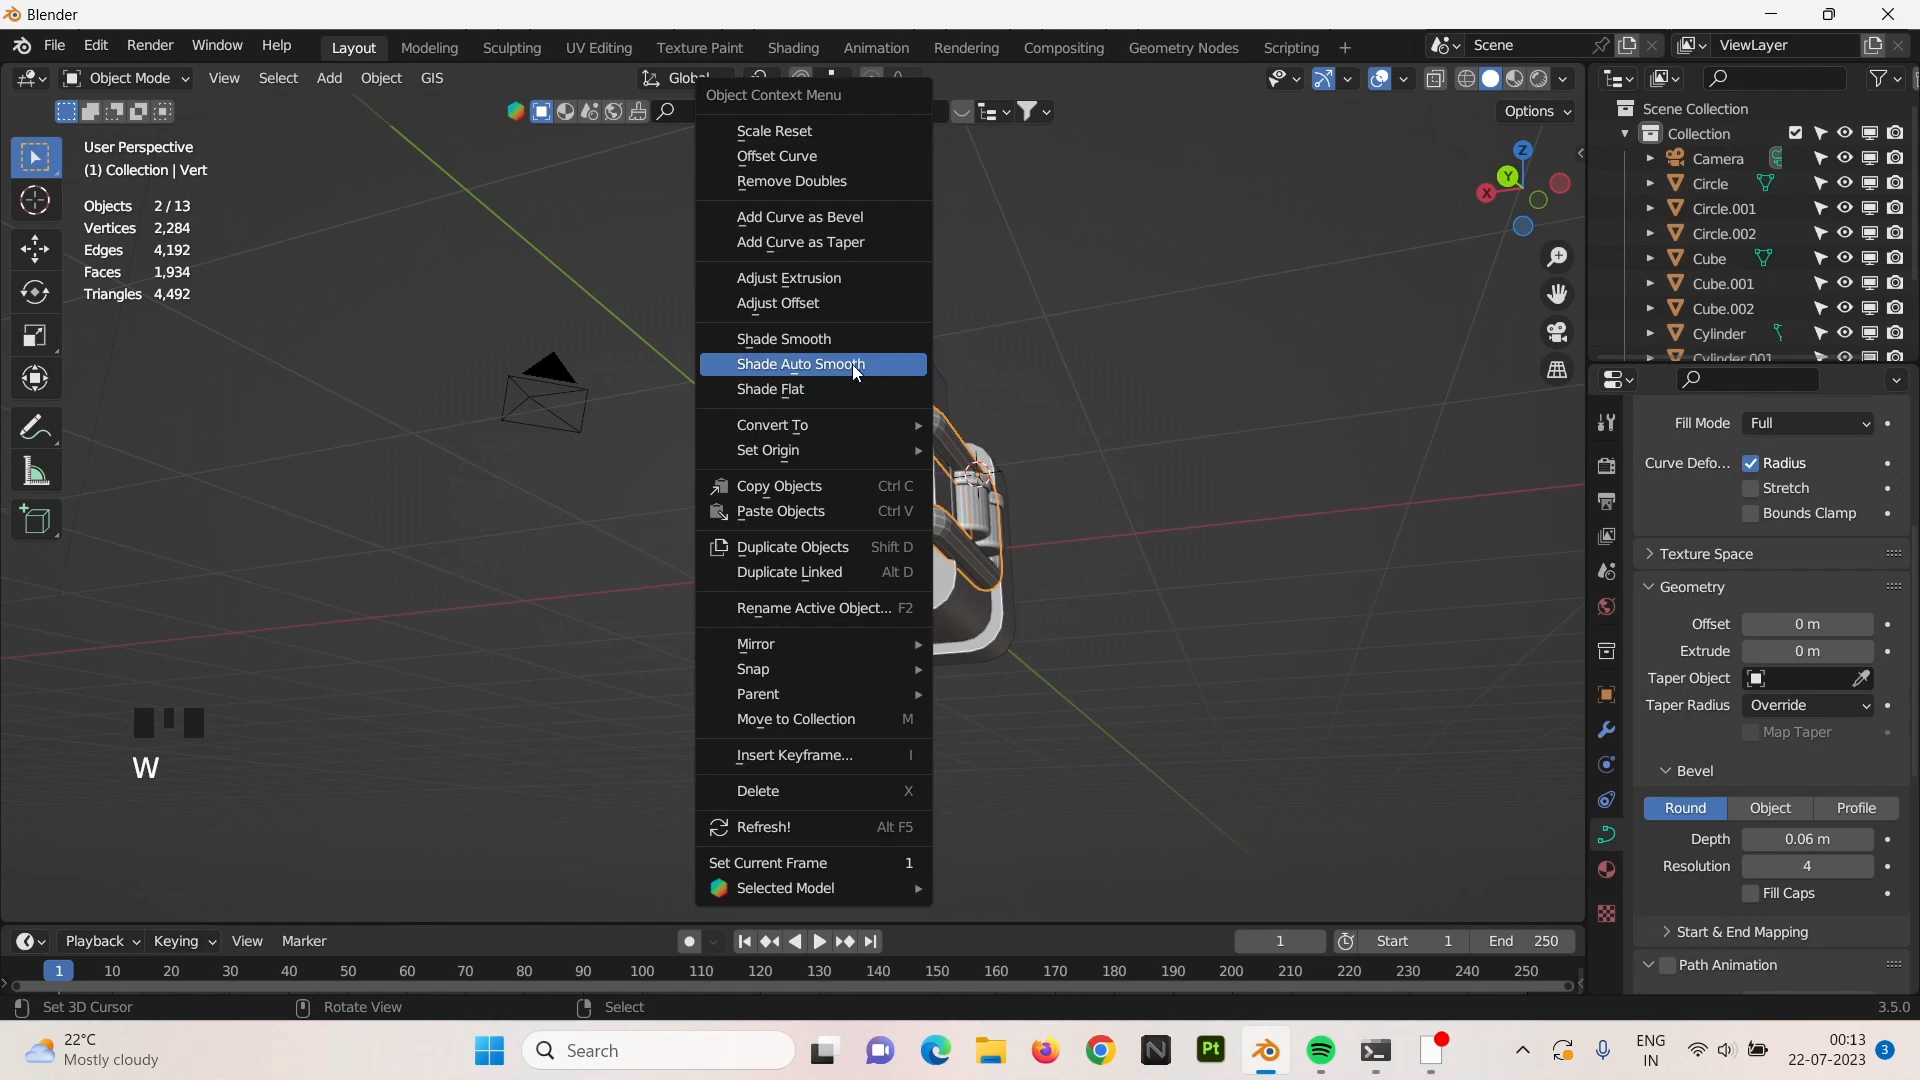 Blender
File Edit Render Window Help
Layout Modeling Sculpting UV Editing Texture Paint Shading Animation Rendering Compositing Geometry Nodes Scripting
Scene
ViewLayer
Object Mode View Select Add Object GIS
Global
Options
User Perspective
(1) Collection | Vert
Objects 2 / 13
Vertices 2,284
Edges 4,192
Faces 1,934
Triangles 4,492
Object Context Menu
Scale Reset
Offset Curve
Remove Doubles
Add Curve as Bevel
Add Curve as Taper
Adjust Extrusion
Adjust Offset
Shade Smooth
Shade Auto Smooth
Shade Flat
Convert To
Set Origin
Copy Objects Ctrl C
Paste Objects Ctrl V
Duplicate Objects Shift D
Duplicate Linked Alt D
Rename Active Object... F2
Mirror
Snap
Parent
Move to Collection M
Insert Keyframe... I
Delete X
Refresh! Alt F5
Set Current Frame 1
Selected Model
Z
Y
X
W
Scene Collection
Collection
Camera
Circle
Circle.001
Circle.002
Cube
Cube.001
Cube.002
Cylinder
Cylinder.001
Fill Mode Full
Curve Defo... Radius
Stretch
Bounds Clamp
Texture Space
Geometry
Offset 0 m
Extrude 0 m
Taper Object
Taper Radius Override
Map Taper
Bevel
Round Object Profile
Depth 0.06 m
Resolution 4
Fill Caps
Start & End Mapping
Path Animation
Playback Keying View Marker
1 Start 1 End 250
1 10 20 30 40 50 60 70 80 90 100 110 120 130 140 150 160 170 180 190 200 210 220 230 240 250
Set 3D Cursor Rotate View Select 3.5.0
22°C
Mostly cloudy
Search
Pt
ENG
IN
00:13
22-07-2023
3